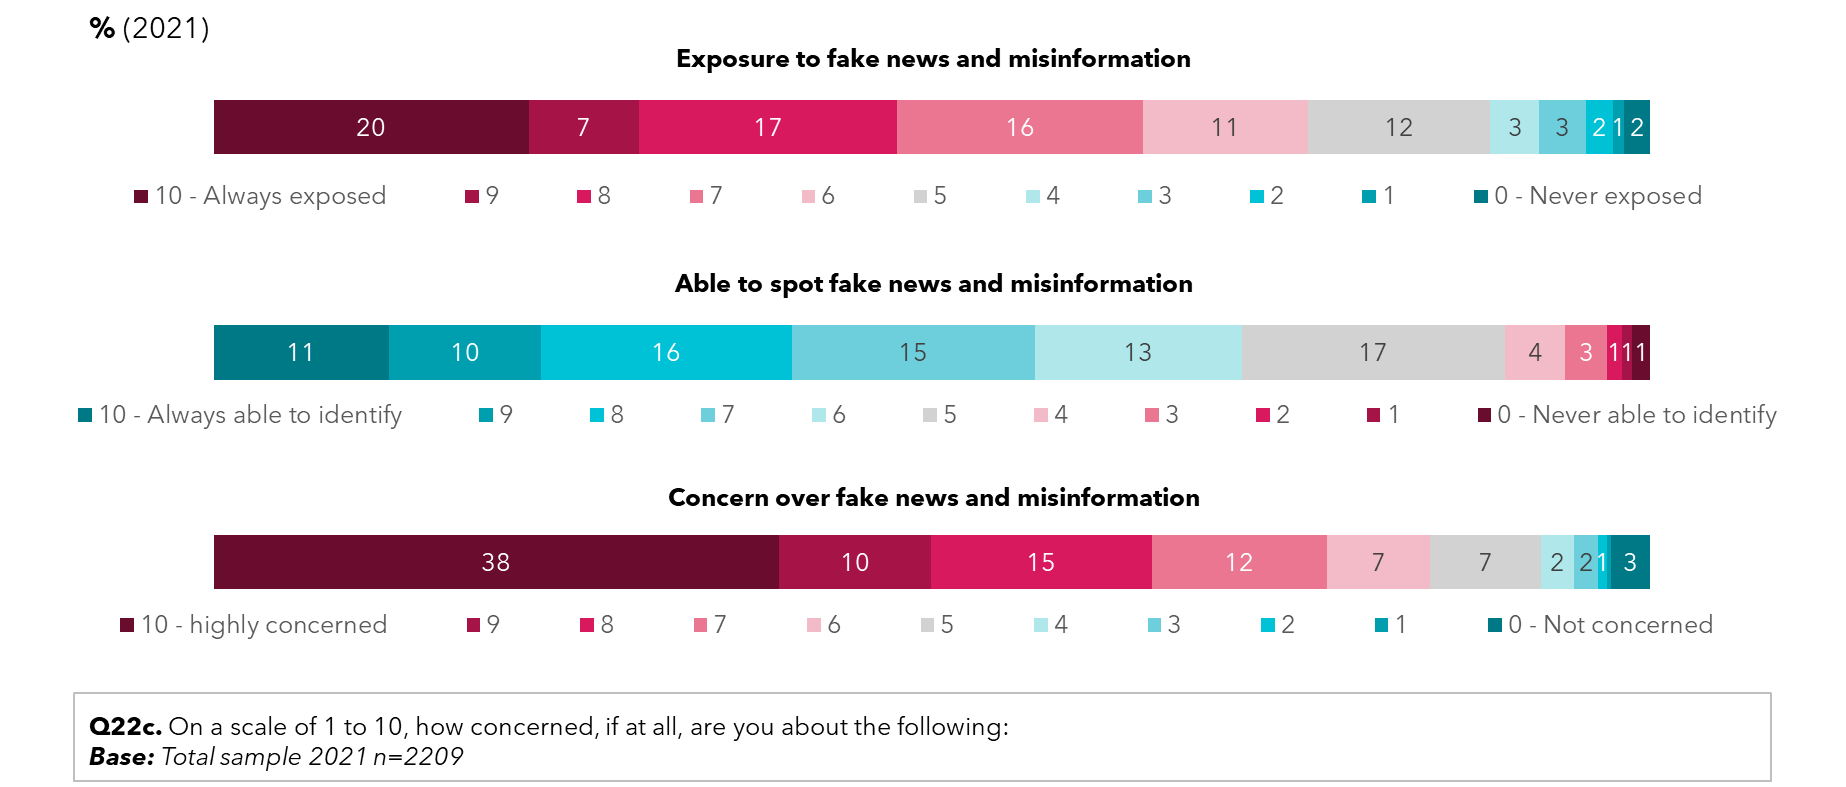 % (2021)
Exposure to fake news and misinformation
20 7 17 16 11 12 3 3 2 1 2
10 - Always exposed 9 8 7 6 5 4 3 2 1 0 - Never exposed
Able to spot fake news and misinformation
11 10 16 15 13 17 4 3 1 1 1
10 - Always able to identify 9 8 7 6 5 4 3 2 1 0 - Never able to identify
Concern over fake news and misinformation
38 10 15 12 7 7 2 2 1 3
10 - highly concerned 9 8 7 6 5 4 3 2 1 0 - Not concerned
Q22c. On a scale of 1 to 10, how concerned, if at all, are you about the following:
Base: Total sample 2021 n=2209